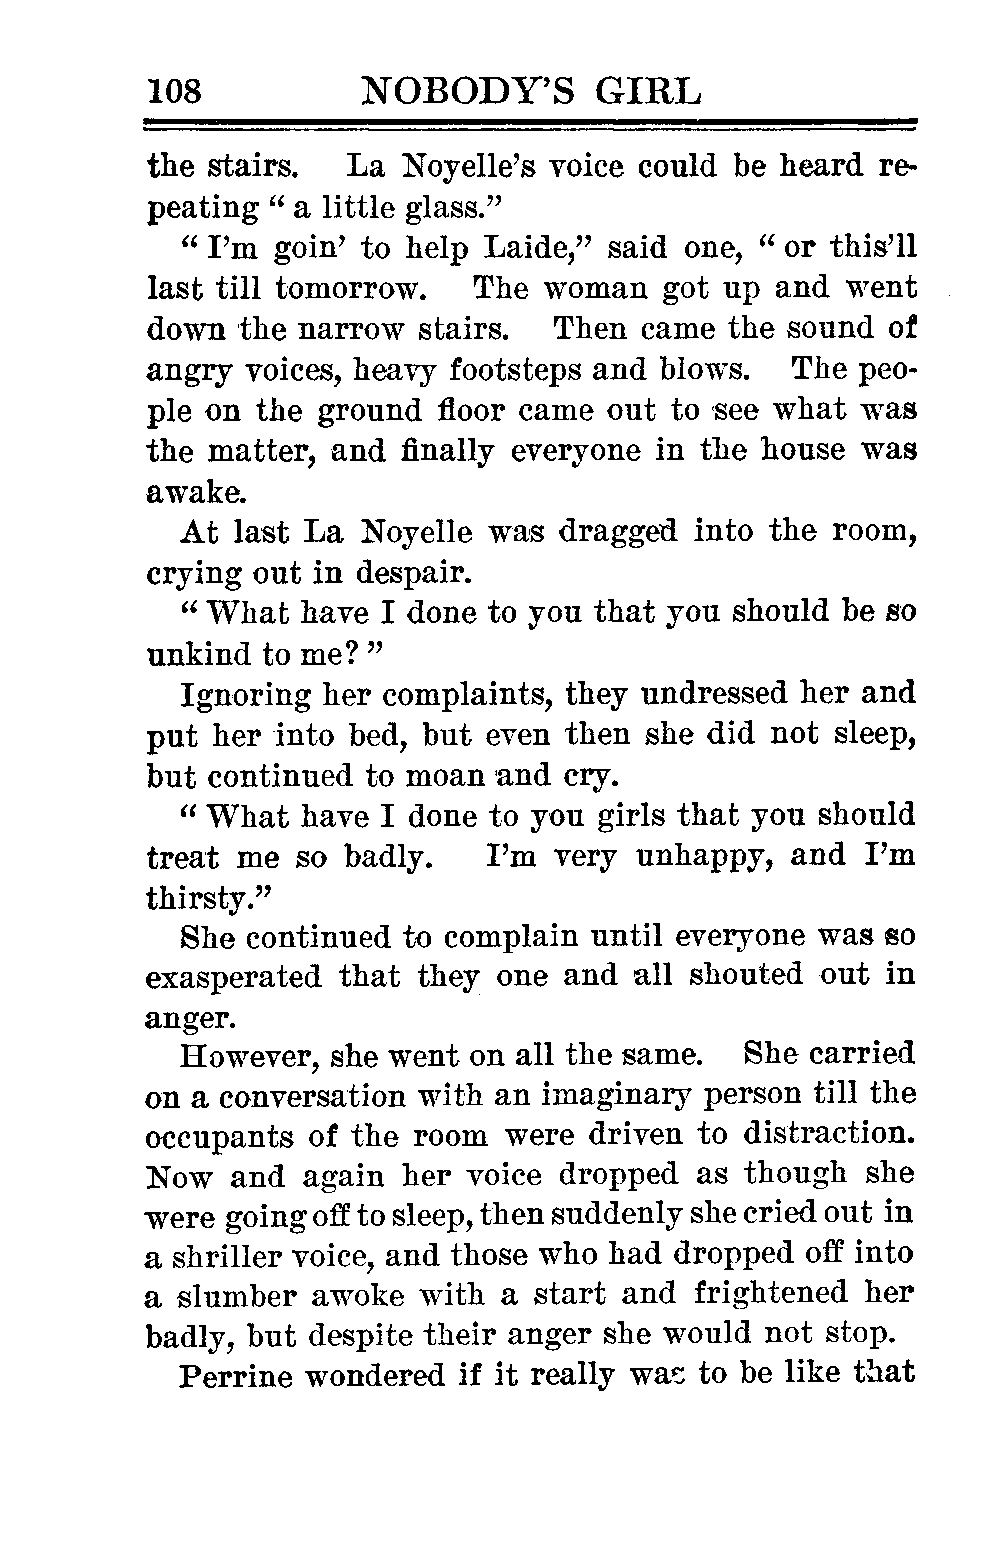 108 NOBODY'S GIRL
the stairs. La Noyelle's voice could be heard re-
peating " a little glass."
" I'm goin' to help Laide," said one, " or this'll
last till tomorrow. The woman got up and went
down the narrow stairs. Then came the sound of
angry voices, heavy footsteps and blows. The peo-
ple on the ground floor came out to see what was
the matter, and finally everyone in the house was
awake.
At last La Noyelle was dragged into the room,
crying out in despair.
" What have I done to you that you should be so
unkind to me? "
Ignoring her complaints, they undressed her and
put her into bed, but even then she did not sleep,
but continued to moan and cry.
" What have I done to you girls that you should
treat me so badly. I'm very unhappy, and I'm
thirsty."
She continued to complain until everyone was so
exasperated that they one and all shouted out in
anger.
However, she went on all the same. She carried
on a conversation with an imaginary person till the
occupants of the room were driven to distraction.
Now and again her voice dropped as though she
were going off to sleep, then suddenly she cried out in
a shriller voice, and those who had dropped off into
a slumber awoke with a start and frightened her
badly, but despite their anger she would not stop.
Perrine wondered if it really was to be like that